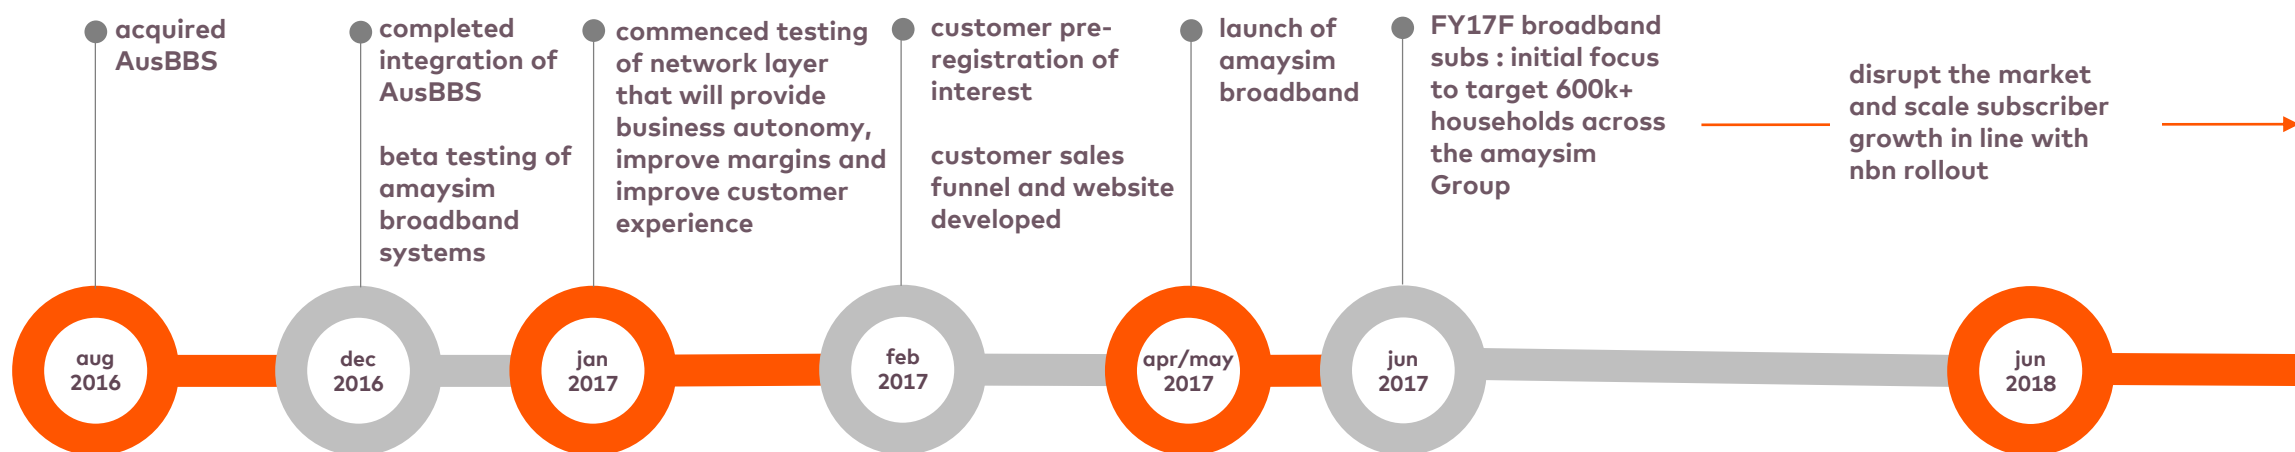 acquired
AusBBS
completed
integration of
AusBBS
beta testing of
amaysim
broadband
systems
commenced testing
of network layer
that will provide
business autonomy,
improve margins and
improve customer
experience
customer pre-
registration of
interest
customer sales
funnel and website
developed
launch of
amaysim
broadband
FY17F broadband
subs : initial focus
to target 600k+
households across
the amaysim
Group
disrupt the market
and scale subscriber
growth in line with
nbn rollout
aug
2016
dec
2016
jan
2017
feb
2017
apr/may
2017
jun
2017
jun
2018